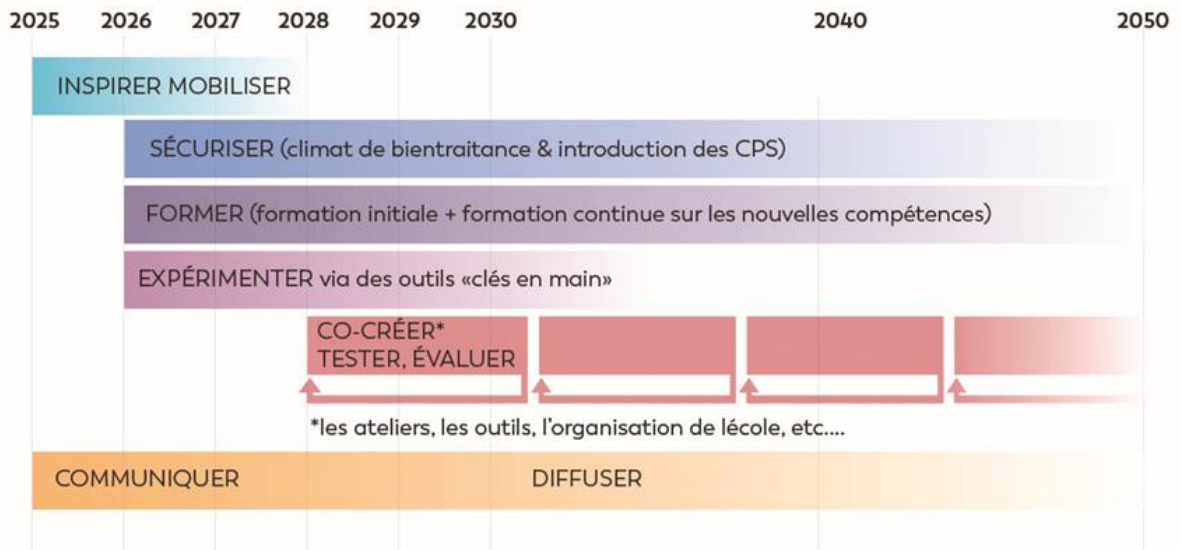 2025 2026 2027 2028 2029 2030 2040 2050
INSPIRER MOBILISER
SÉCURISER (climat de bientraitance & introduction des CPS)
FORMER (formation initiale + formation continue sur les nouvelles compétences)
EXPÉRIMENTER via des outils «clés en main»
CO-CRÉER*
TESTER, ÉVALUER
*les ateliers, les outils, l'organisation de lécole, etc....
COMMUNIQUER DIFFUSER